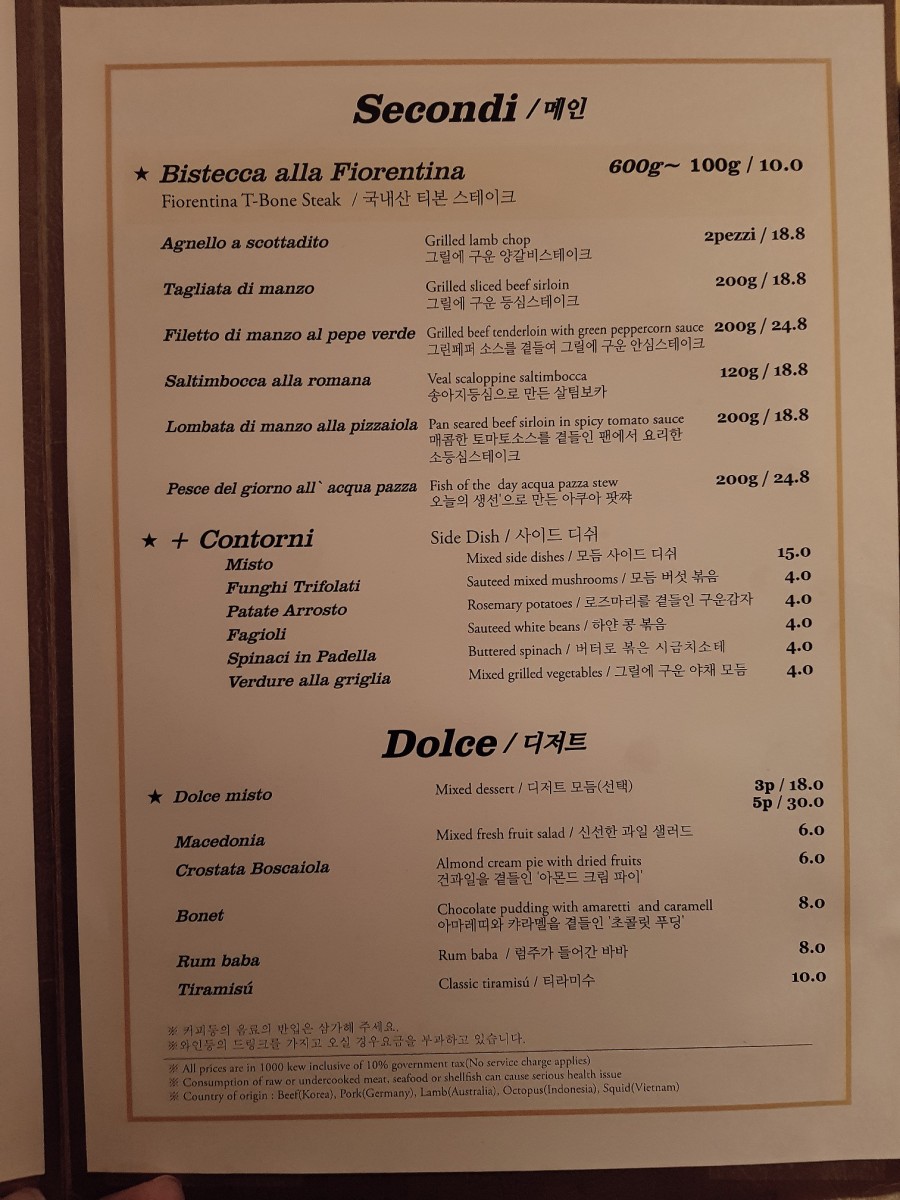 Secondi / 메인
★ Bistecca alla Fiorentina 600g~ 100g / 10.0
Fiorentina T-Bone Steak / 국내산 티본 스테이크
Agnello a scottadito Grilled lamb chop 2pezzi / 18.8
그릴에 구운 양갈비스테이크
Tagliata di manzo Grilled sliced beef sirloin 200g / 18.8
그릴에 구운 등심스테이크
Filetto di manzo al pepe verde Grilled beef tenderloin with green peppercorn sauce 200g / 24.8
그린페퍼 소스를 곁들여 그릴에 구운 안심스테이크
Saltimbocca alla romana Veal scaloppine saltimbocca 120g / 18.8
송아지등심으로 만든 살팀보카
Lombata di manzo alla pizzaiola Pan seared beef sirloin in spicy tomato sauce 200g / 18.8
매콤한 토마토소스를 곁들인 팬에서 요리한
소등심스테이크
Pesce del giorno all` acqua pazza Fish of the day acqua pazza stew 200g / 24.8
오늘의 생선'으로 만든 아쿠아 팟쨔
★ + Contorni Side Dish / 사이드 디쉬
Misto Mixed side dishes / 모듬 사이드 디쉬 15.0
Funghi Trifolati Sauteed mixed mushrooms / 모듬 버섯 볶음 4.0
Patate Arrosto Rosemary potatoes / 로즈마리를 곁들인 구운감자 4.0
Fagioli Sauteed white beans / 하얀 콩 볶음 4.0
Spinaci in Padella Buttered spinach / 버터로 볶은 시금치소테 4.0
Verdure alla griglia Mixed grilled vegetables / 그릴에 구운 야채 모듬 4.0
Dolce / 디저트
★ Dolce misto Mixed dessert / 디저트 모듬(선택) 3p / 18.0
5p / 30.0
Macedonia Mixed fresh fruit salad / 신선한 과일 샐러드 6.0
Crostata Boscaiola Almond cream pie with dried fruits 6.0
견과일을 곁들인 '아몬드 크림 파이'
Bonet Chocolate pudding with amaretti and caramell 8.0
아마레띠와 캬라멜을 곁들인 '초콜릿 푸딩'
Rum baba Rum baba / 럼주가 들어간 바바 8.0
Tiramisú Classic tiramisú / 티라미수 10.0
※ 커피등의 음료의 반입은 삼가해 주세요.
※와인등의 드링크를 가지고 오실 경우요금을 부과하고 있습니다.
※ All prices are in 1000 kew inclusive of 10% government tax(No service charge applies)
※ Consumption of raw or undercooked meat, seafood or shellfish can cause serious health issue
※ Country of origin : Beef(Korea), Pork(Germany), Lamb(Australia), Octopus(Indonesia), Squid(Vietnam)